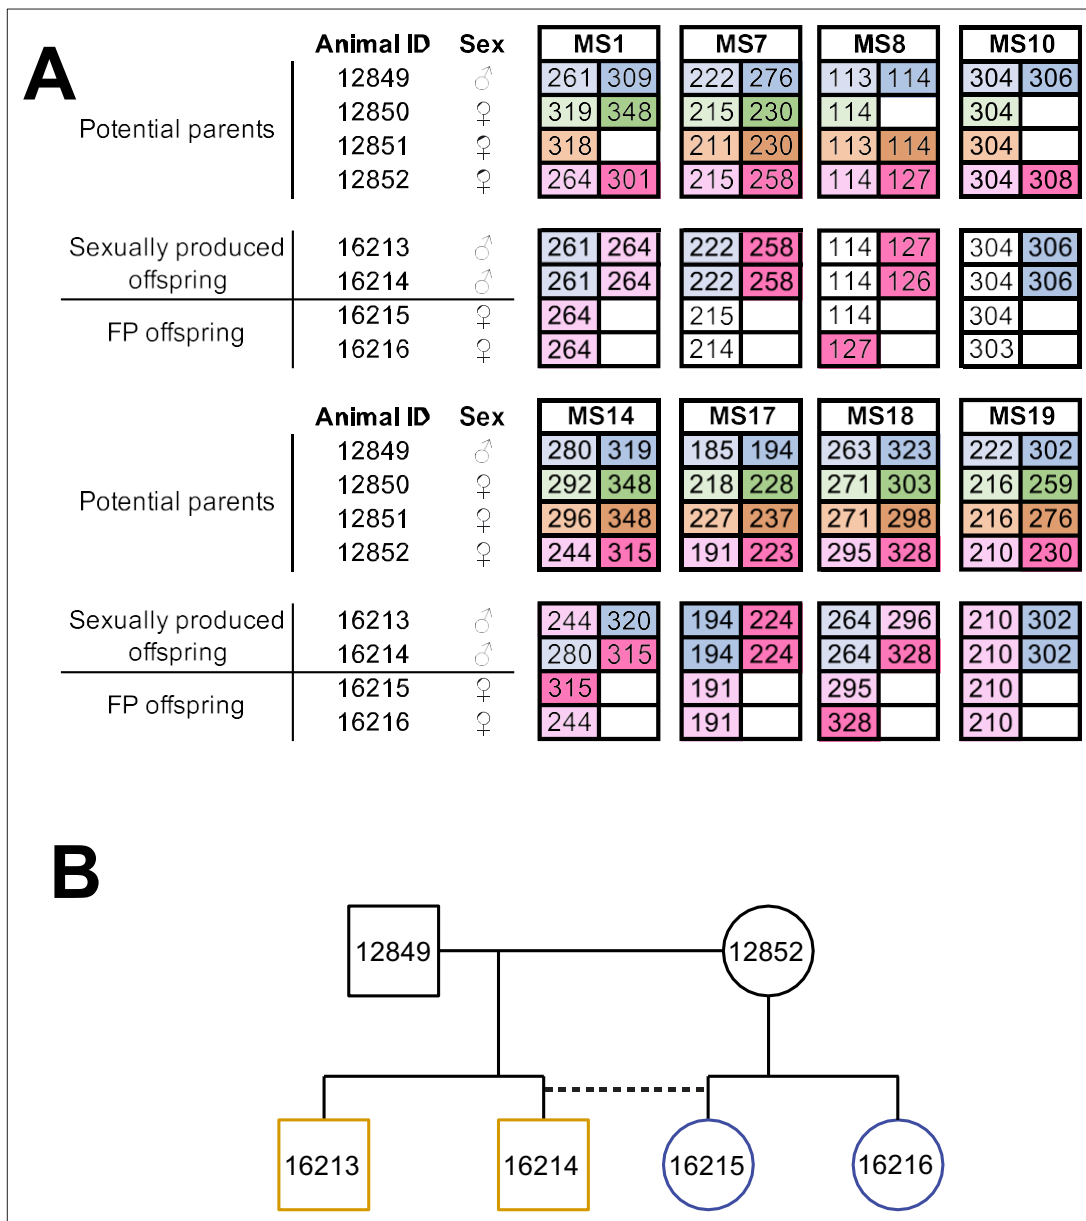 A
Animal ID Sex MS1 MS7 MS8 MS10
12849 ♂ 261 309 222 276 113 114 304 306
Potential parents
12850 ♀ 319 348 215 230 114 304
12851 ♀ 318 211 230 113 114 304
12852 ♀ 264 301 215 258 114 127 304 308
Sexually produced offspring
16213 ♂ 261 264 222 258 114 127 304 306
16214 ♂ 261 264 222 258 114 126 304 306
FP offspring
16215 ♀ 264 215 114 304
16216 ♀ 264 214 127 303
Animal ID Sex MS14 MS17 MS18 MS19
12849 ♂ 280 319 185 194 263 323 222 302
Potential parents
12850 ♀ 292 348 218 228 271 303 216 259
12851 ♀ 296 348 227 237 271 298 216 276
12852 ♀ 244 315 191 223 295 328 210 230
Sexually produced offspring
16213 ♂ 244 320 194 224 264 296 210 302
16214 ♂ 280 315 194 224 264 328 210 302
FP offspring
16215 ♀ 315 191 295 210
16216 ♀ 244 191 328 210
B
12849 12852
16213 16214 16215 16216